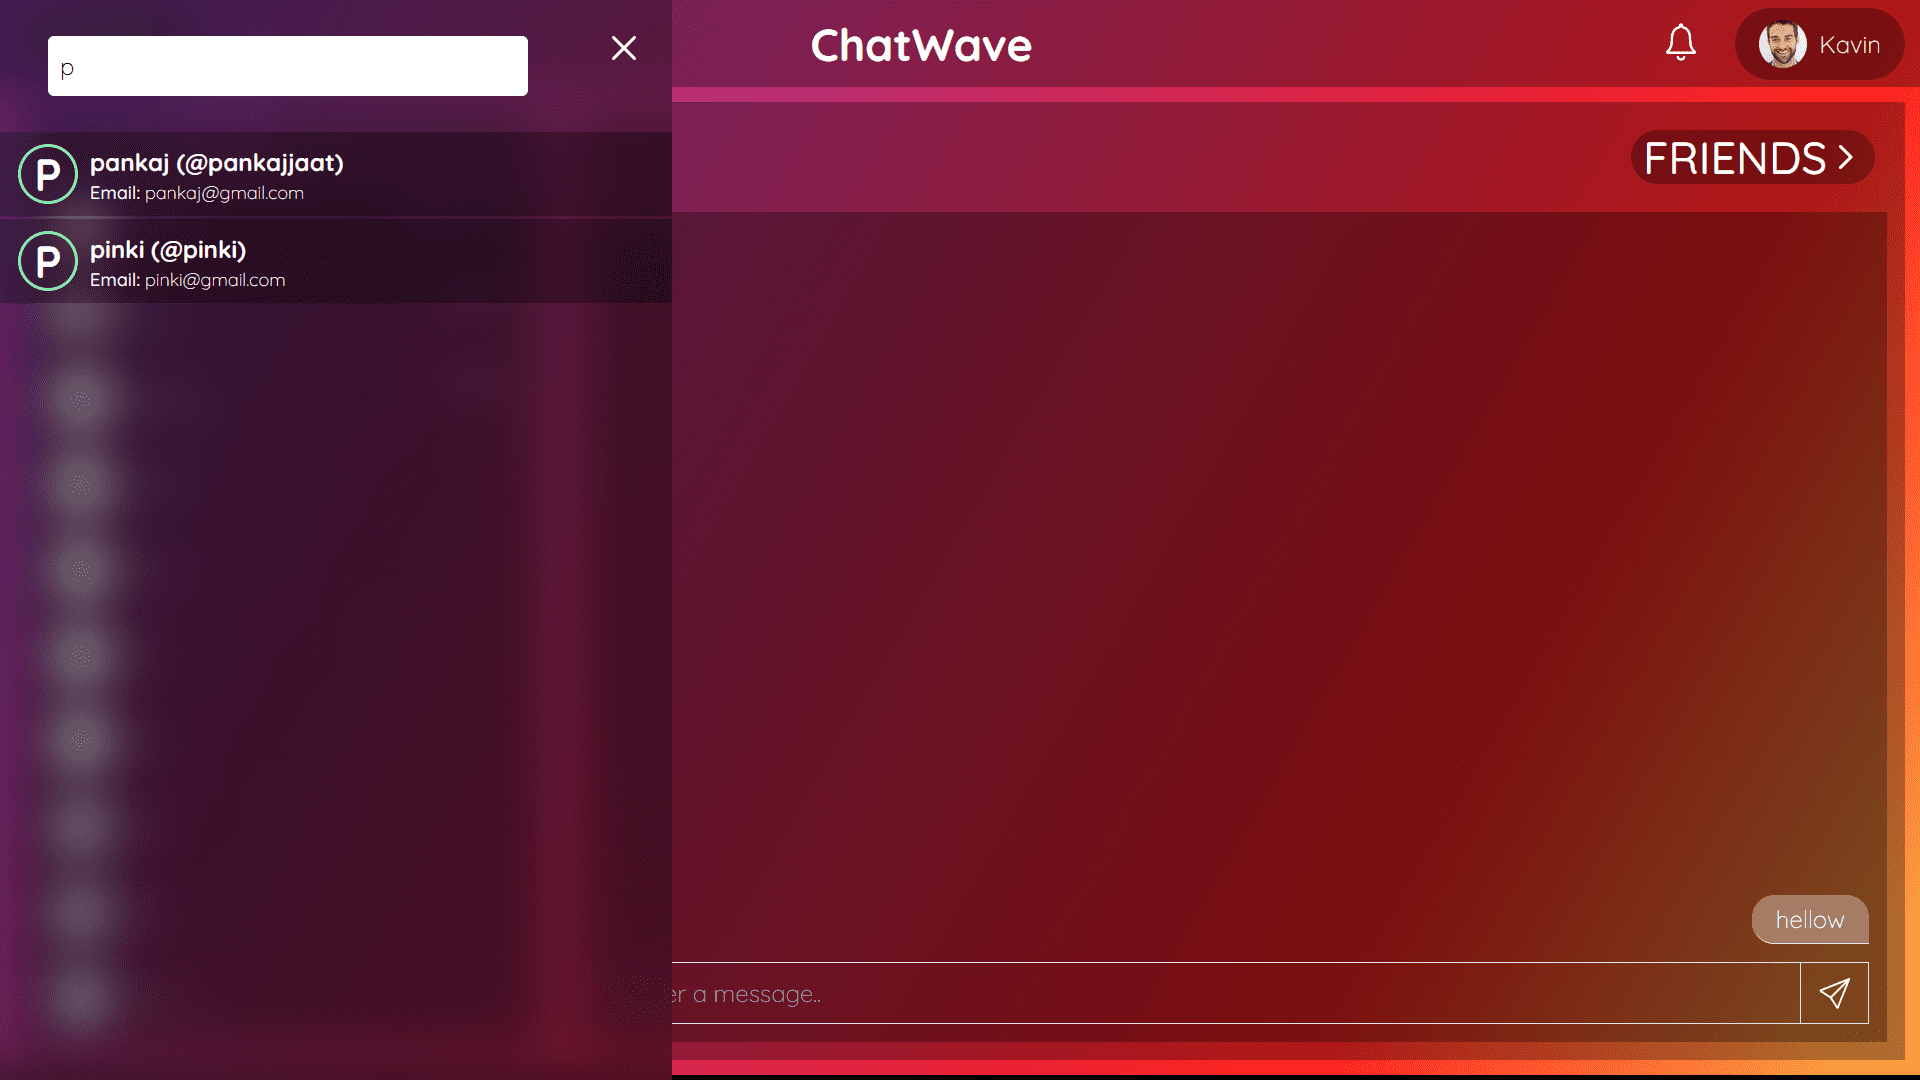 p
P
pankaj (@pankajjaat)
Email: pankaj@gmail.com
P
pinki (@pinki)
Email: pinki@gmail.com
ChatWave
Kavin
FRIENDS
hellow
er a message..